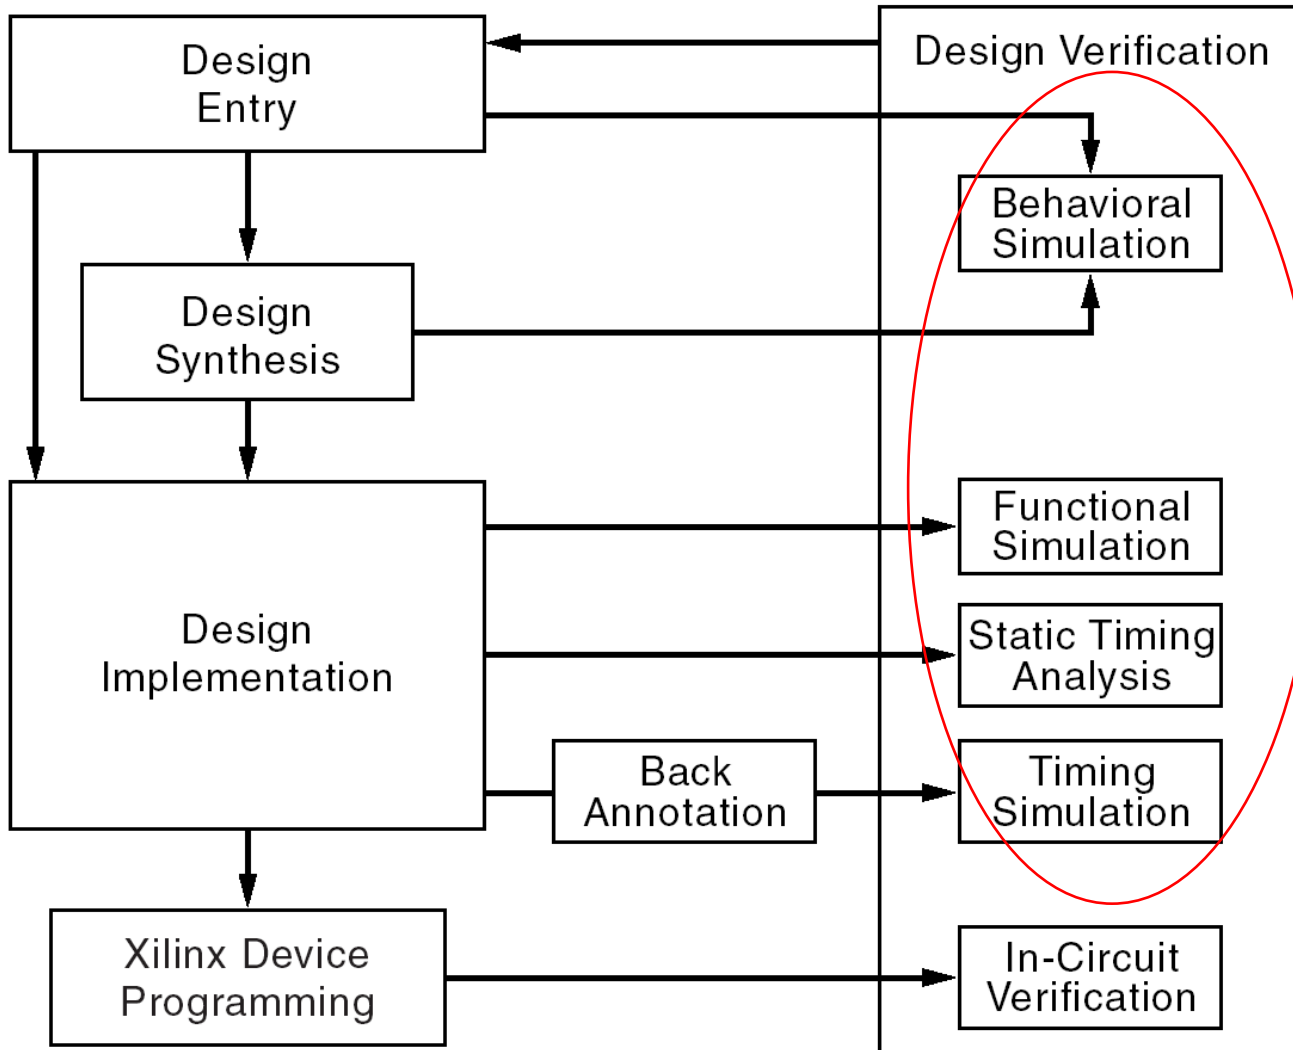 Design
Entry
Design Verification
Behavioral
Simulation
Design
Synthesis
Functional
Simulation
Design
Implementation
Static Timing
Analysis
Back
Annotation
Timing
Simulation
Xilinx Device
Programming
In-Circuit
Verification